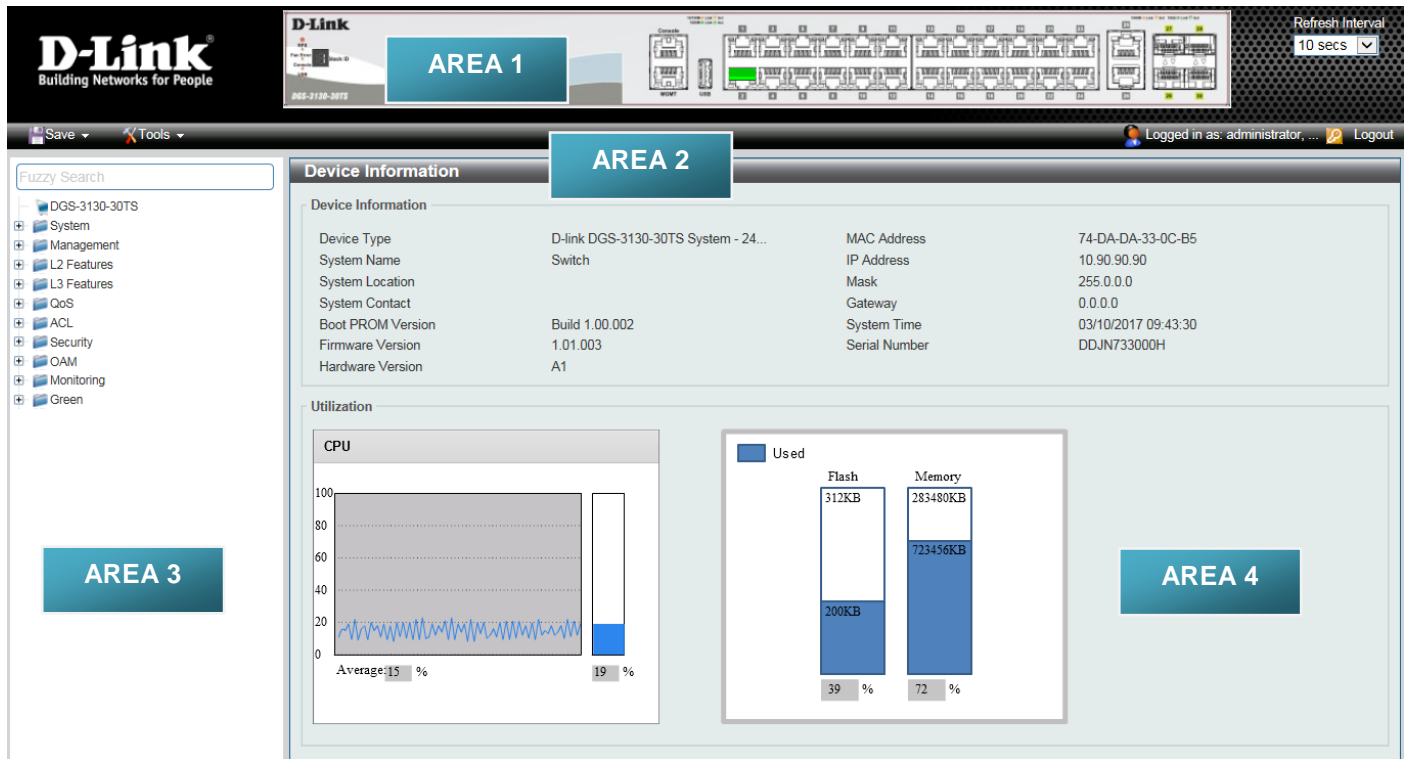 D-Link
Building Networks for People
D-Link
Console
MGMT
USB
DGS-3130-30TS
AREA 1
Refresh Interval
10 secs
Save
Tools
Logged in as: administrator, ...
Logout
AREA 2
Fuzzy Search
DGS-3130-30TS
System
Management
L2 Features
L3 Features
QoS
ACL
Security
OAM
Monitoring
Green
AREA 3
Device Information
Device Information
Device Type D-link DGS-3130-30TS System - 24... MAC Address 74-DA-DA-33-0C-B5
System Name Switch IP Address 10.90.90.90
System Location Mask 255.0.0.0
System Contact Gateway 0.0.0.0
Boot PROM Version Build 1.00.002 System Time 03/10/2017 09:43:30
Firmware Version 1.01.003 Serial Number DDJN733000H
Hardware Version A1
Utilization
CPU
100
80
60
40
20
0
Average:15 %
19 %
Used
Flash Memory
312KB 283480KB
723456KB
200KB
39 % 72 %
AREA 4